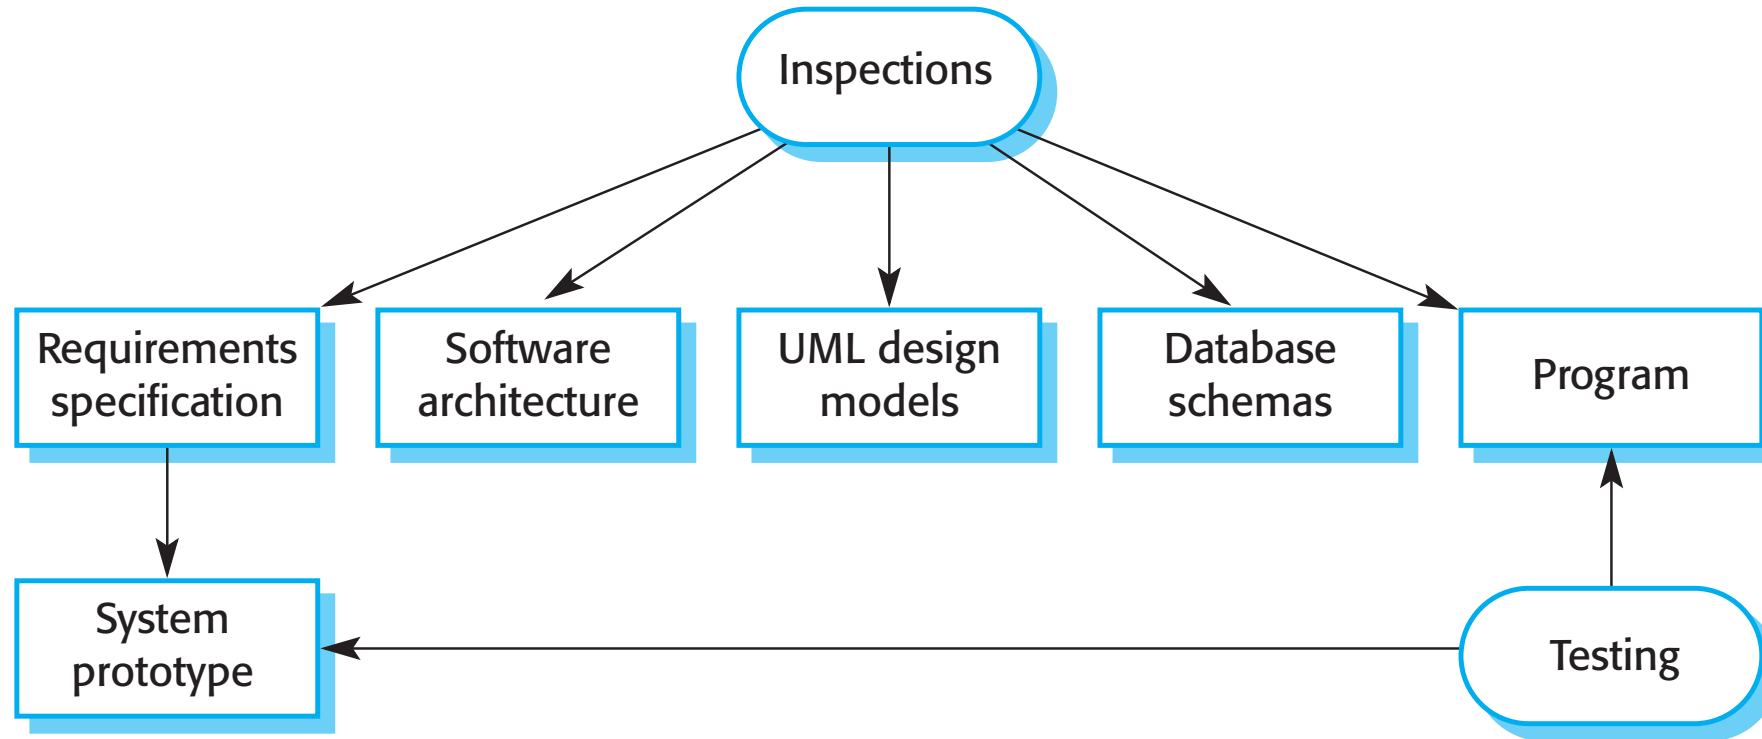 Inspections
Requirements
specification
Software
architecture
UML design
models
Database
schemas
Program
System
prototype
Testing